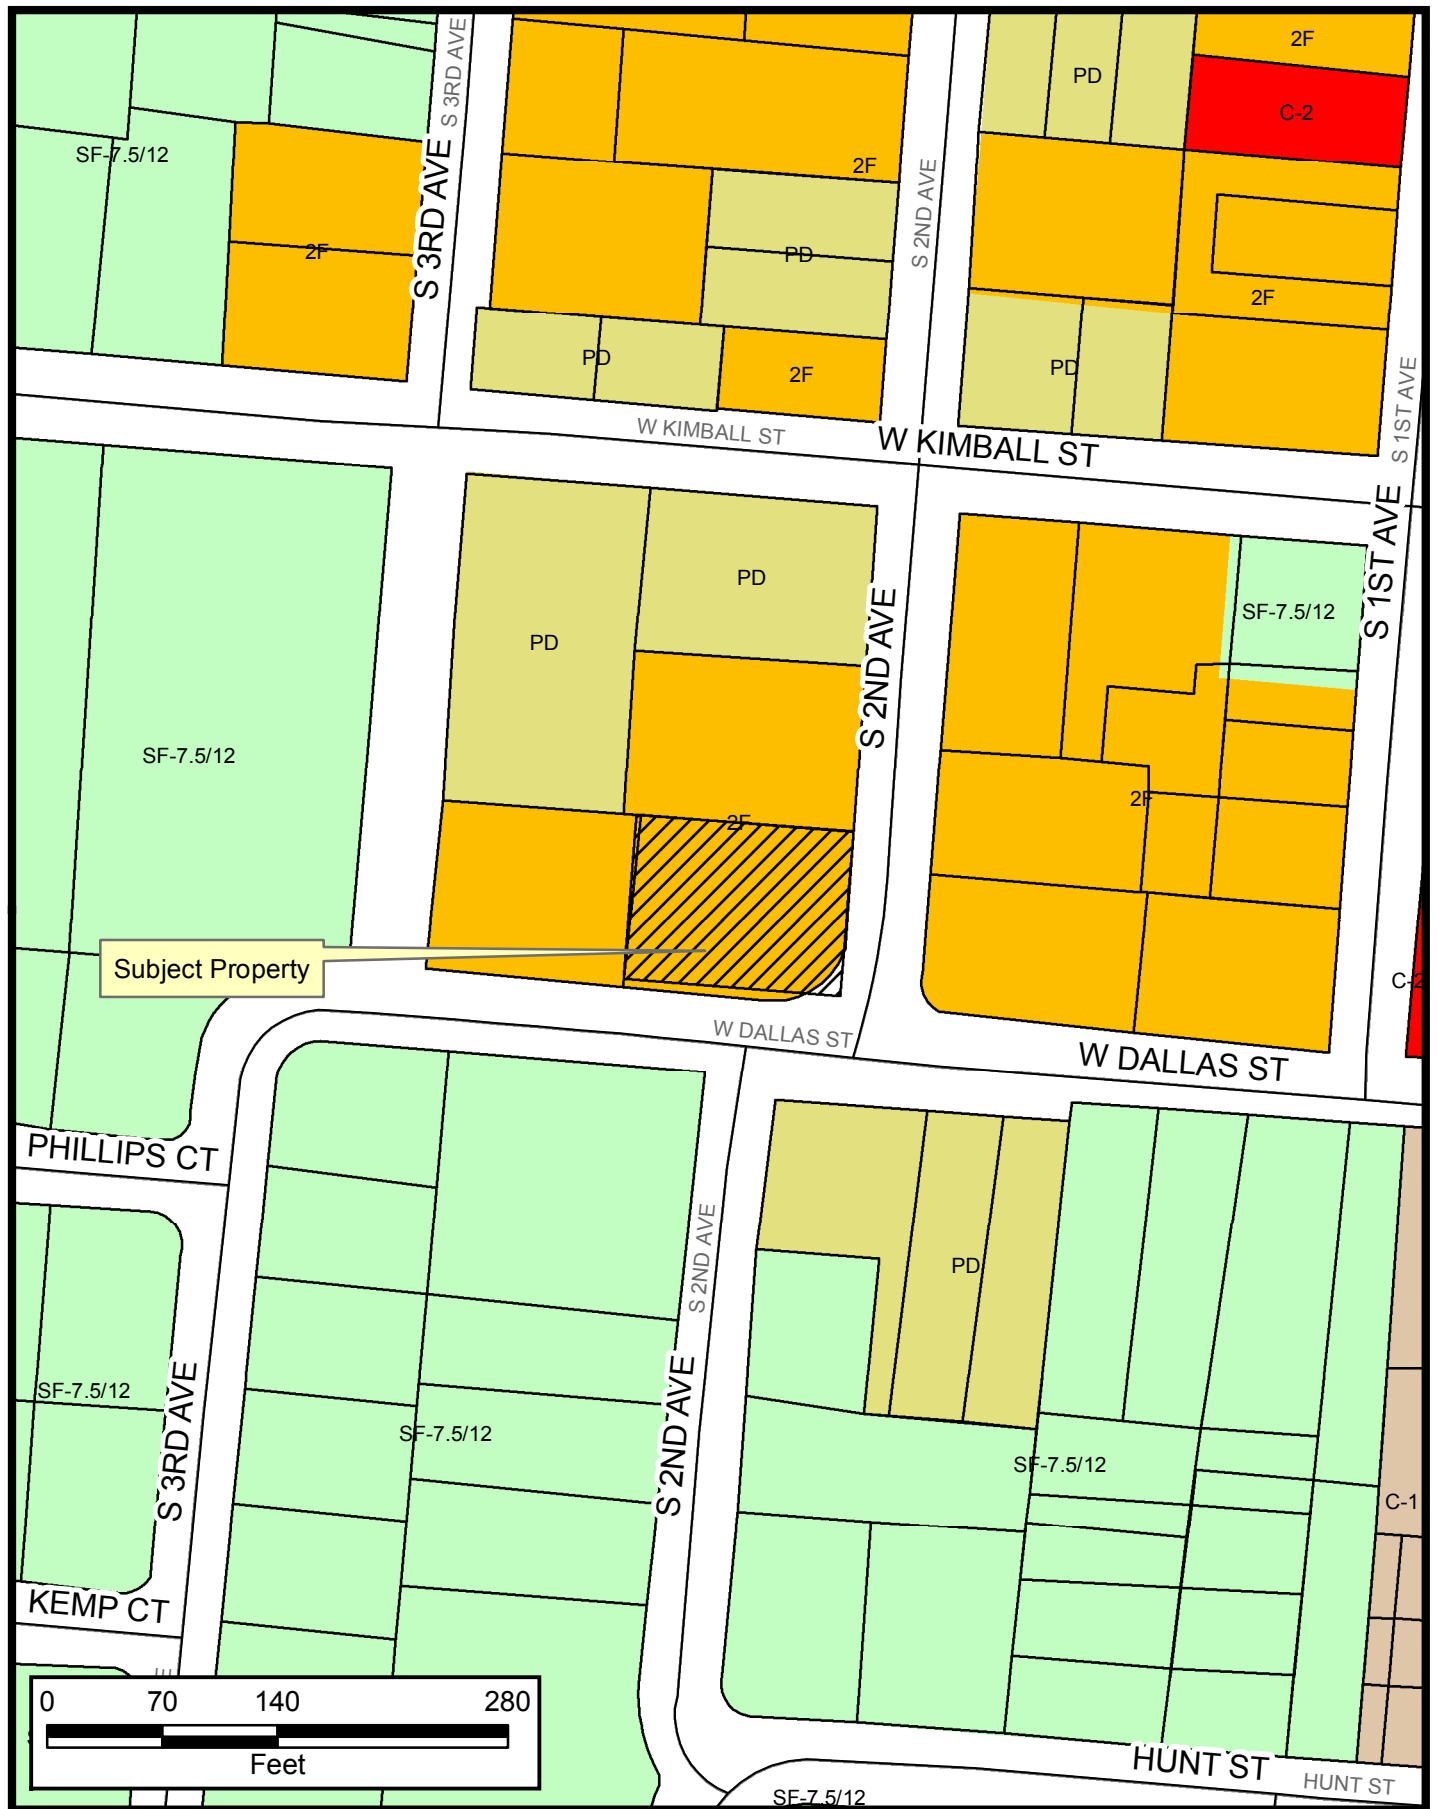 S 3RD AVE
2F
PD
C-2
SF-7.5/12
2F
S 3RD AVE
S 2ND AVE
2F
PD
2F
PD
2F
PD
S 1ST AVE
W KIMBALL ST
W KIMBALL ST
S 1ST AVE
PD
SF-7.5/12
PD
S 2ND AVE
SF-7.5/12
2F
2F
Subject Property
C-2
W DALLAS ST
W DALLAS ST
PHILLIPS CT
S 2ND AVE
PD
SF-7.5/12
S 3RD AVE
SF-7.5/12
S 2ND AVE
SF-7.5/12
C-1
KEMP CT
0 70 140 280
Feet
HUNT ST
HUNT ST
SF-7.5/12